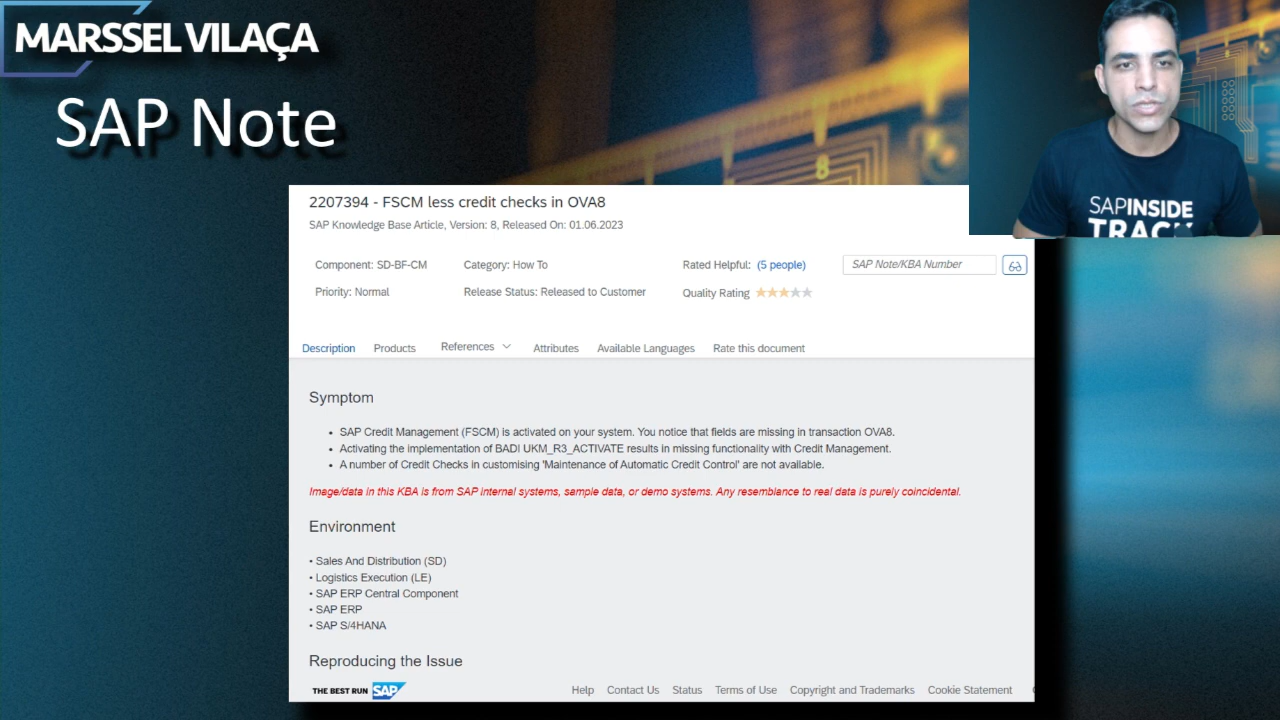 MARSSEL VILAÇA
SAP Note
SAPINSIDE
TRACK
8
2207394 - FSCM less credit checks in OVA8
SAP Knowledge Base Article, Version: 8, Released On: 01.06.2023
Component: SD-BF-CM Category: How To Rated Helpful: (5 people) SAP Note/KBA Number
Priority: Normal Release Status: Released to Customer Quality Rating
Description Products References Attributes Available Languages Rate this document
Symptom
• SAP Credit Management (FSCM) is activated on your system. You notice that fields are missing in transaction OVA8.
• Activating the implementation of BADI UKM_R3_ACTIVATE results in missing functionality with Credit Management.
• A number of Credit Checks in customising 'Maintenance of Automatic Credit Control' are not available.
Image/data in this KBA is from SAP internal systems, sample data, or demo systems. Any resemblance to real data is purely coincidental.
Environment
• Sales And Distribution (SD)
• Logistics Execution (LE)
• SAP ERP Central Component
• SAP ERP
• SAP S/4HANA
Reproducing the Issue
THE BEST RUN SAP Help Contact Us Status Terms of Use Copyright and Trademarks Cookie Statement